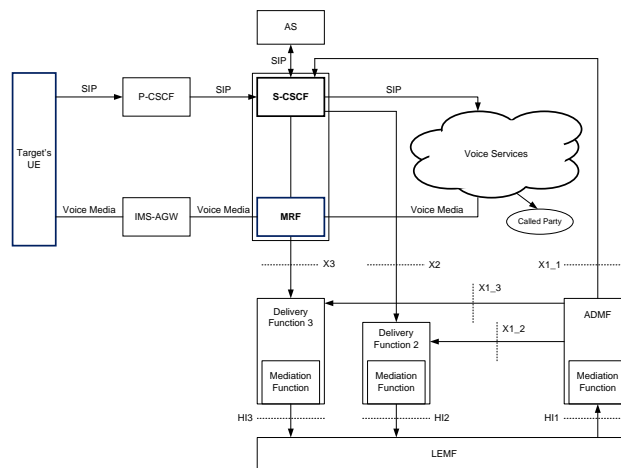 AS
SIP
SIP
P-CSCF
SIP
S-CSCF
SIP
Target's
UE
Voice Services
Voice Media
IMS-AGW
Voice Media
MRF
Voice Media
Called Party
X3
X2
X1_1
X1_3
Delivery
Function 3
ADMF
Delivery
Function 2
X1_2
Mediation
Function
Mediation
Function
Mediation
Function
HI3
HI2
HI1
LEMF